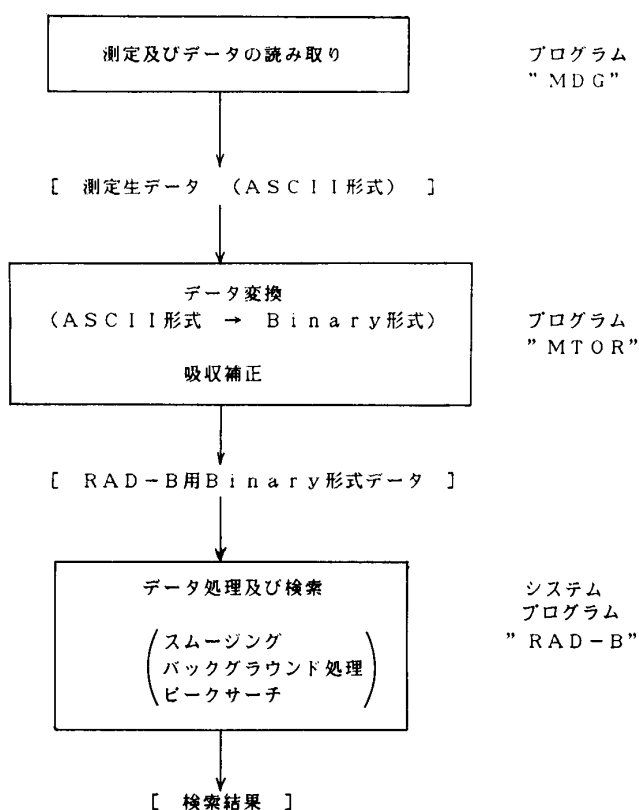 測定及びデータの読み取り
プログラム
"MDG"
[ 測定生データ (ASCII形式) ]
データ変換
(ASCII形式 → Binary形式)
吸収補正
プログラム
"MTOR"
[ RAD-B用Binary形式データ ]
データ処理及び検索
スムージング
バックグラウンド処理
ピークサーチ
システム
プログラム
"RAD-B"
[ 検索結果 ]